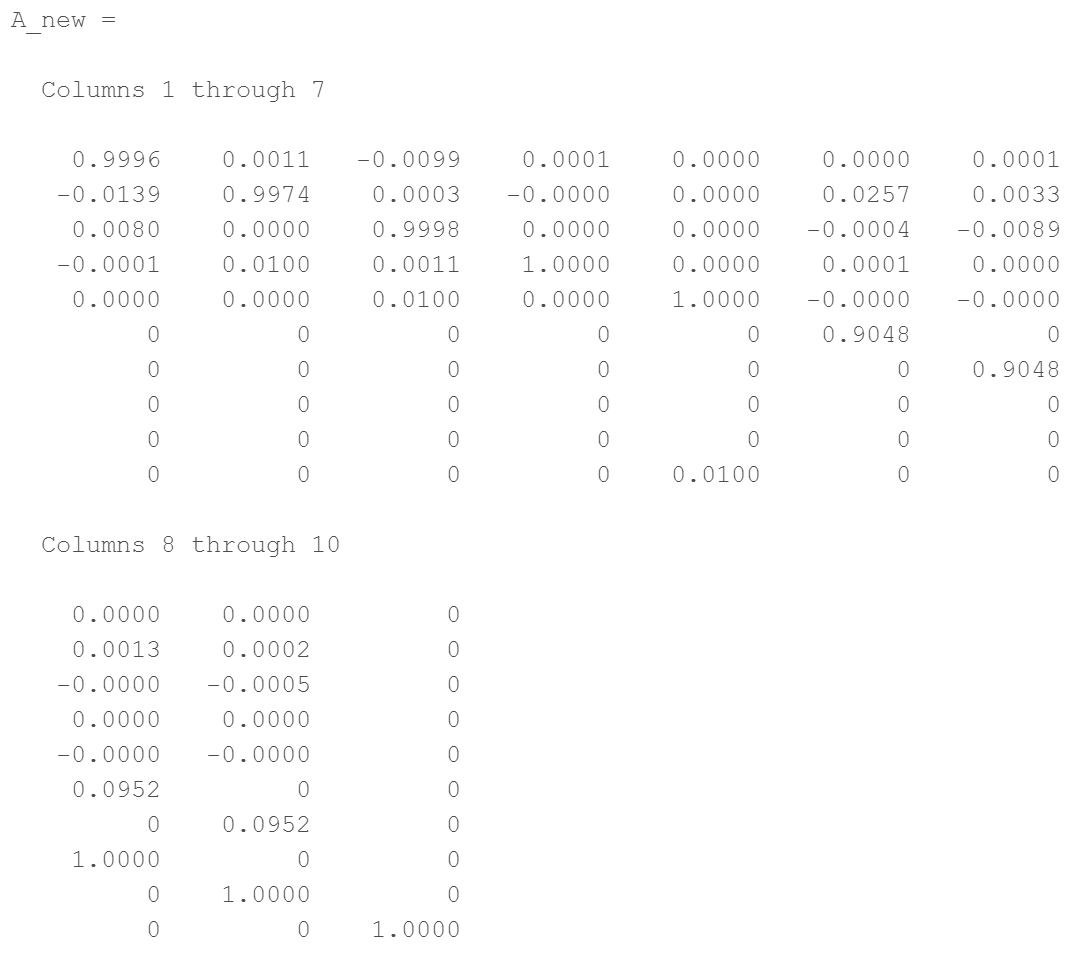 A_new =
Columns 1 through 7
0.9996 0.0011 -0.0099 0.0001 0.0000 0.0000 0.0001
-0.0139 0.9974 0.0003 -0.0000 0.0000 0.0257 0.0033
0.0080 0.0000 0.9998 0.0000 0.0000 -0.0004 -0.0089
-0.0001 0.0100 0.0011 1.0000 0.0000 0.0001 0.0000
0.0000 0.0000 0.0100 0.0000 1.0000 -0.0000 -0.0000
0 0 0 0 0 0.9048 0
0 0 0 0 0 0 0.9048
0 0 0 0 0 0 0
0 0 0 0 0 0 0
0 0 0 0 0.0100 0 0
Columns 8 through 10
0.0000 0.0000 0
0.0013 0.0002 0
-0.0000 -0.0005 0
0.0000 0.0000 0
-0.0000 -0.0000 0
0.0952 0 0
0 0.0952 0
1.0000 0 0
0 1.0000 0
0 0 1.0000